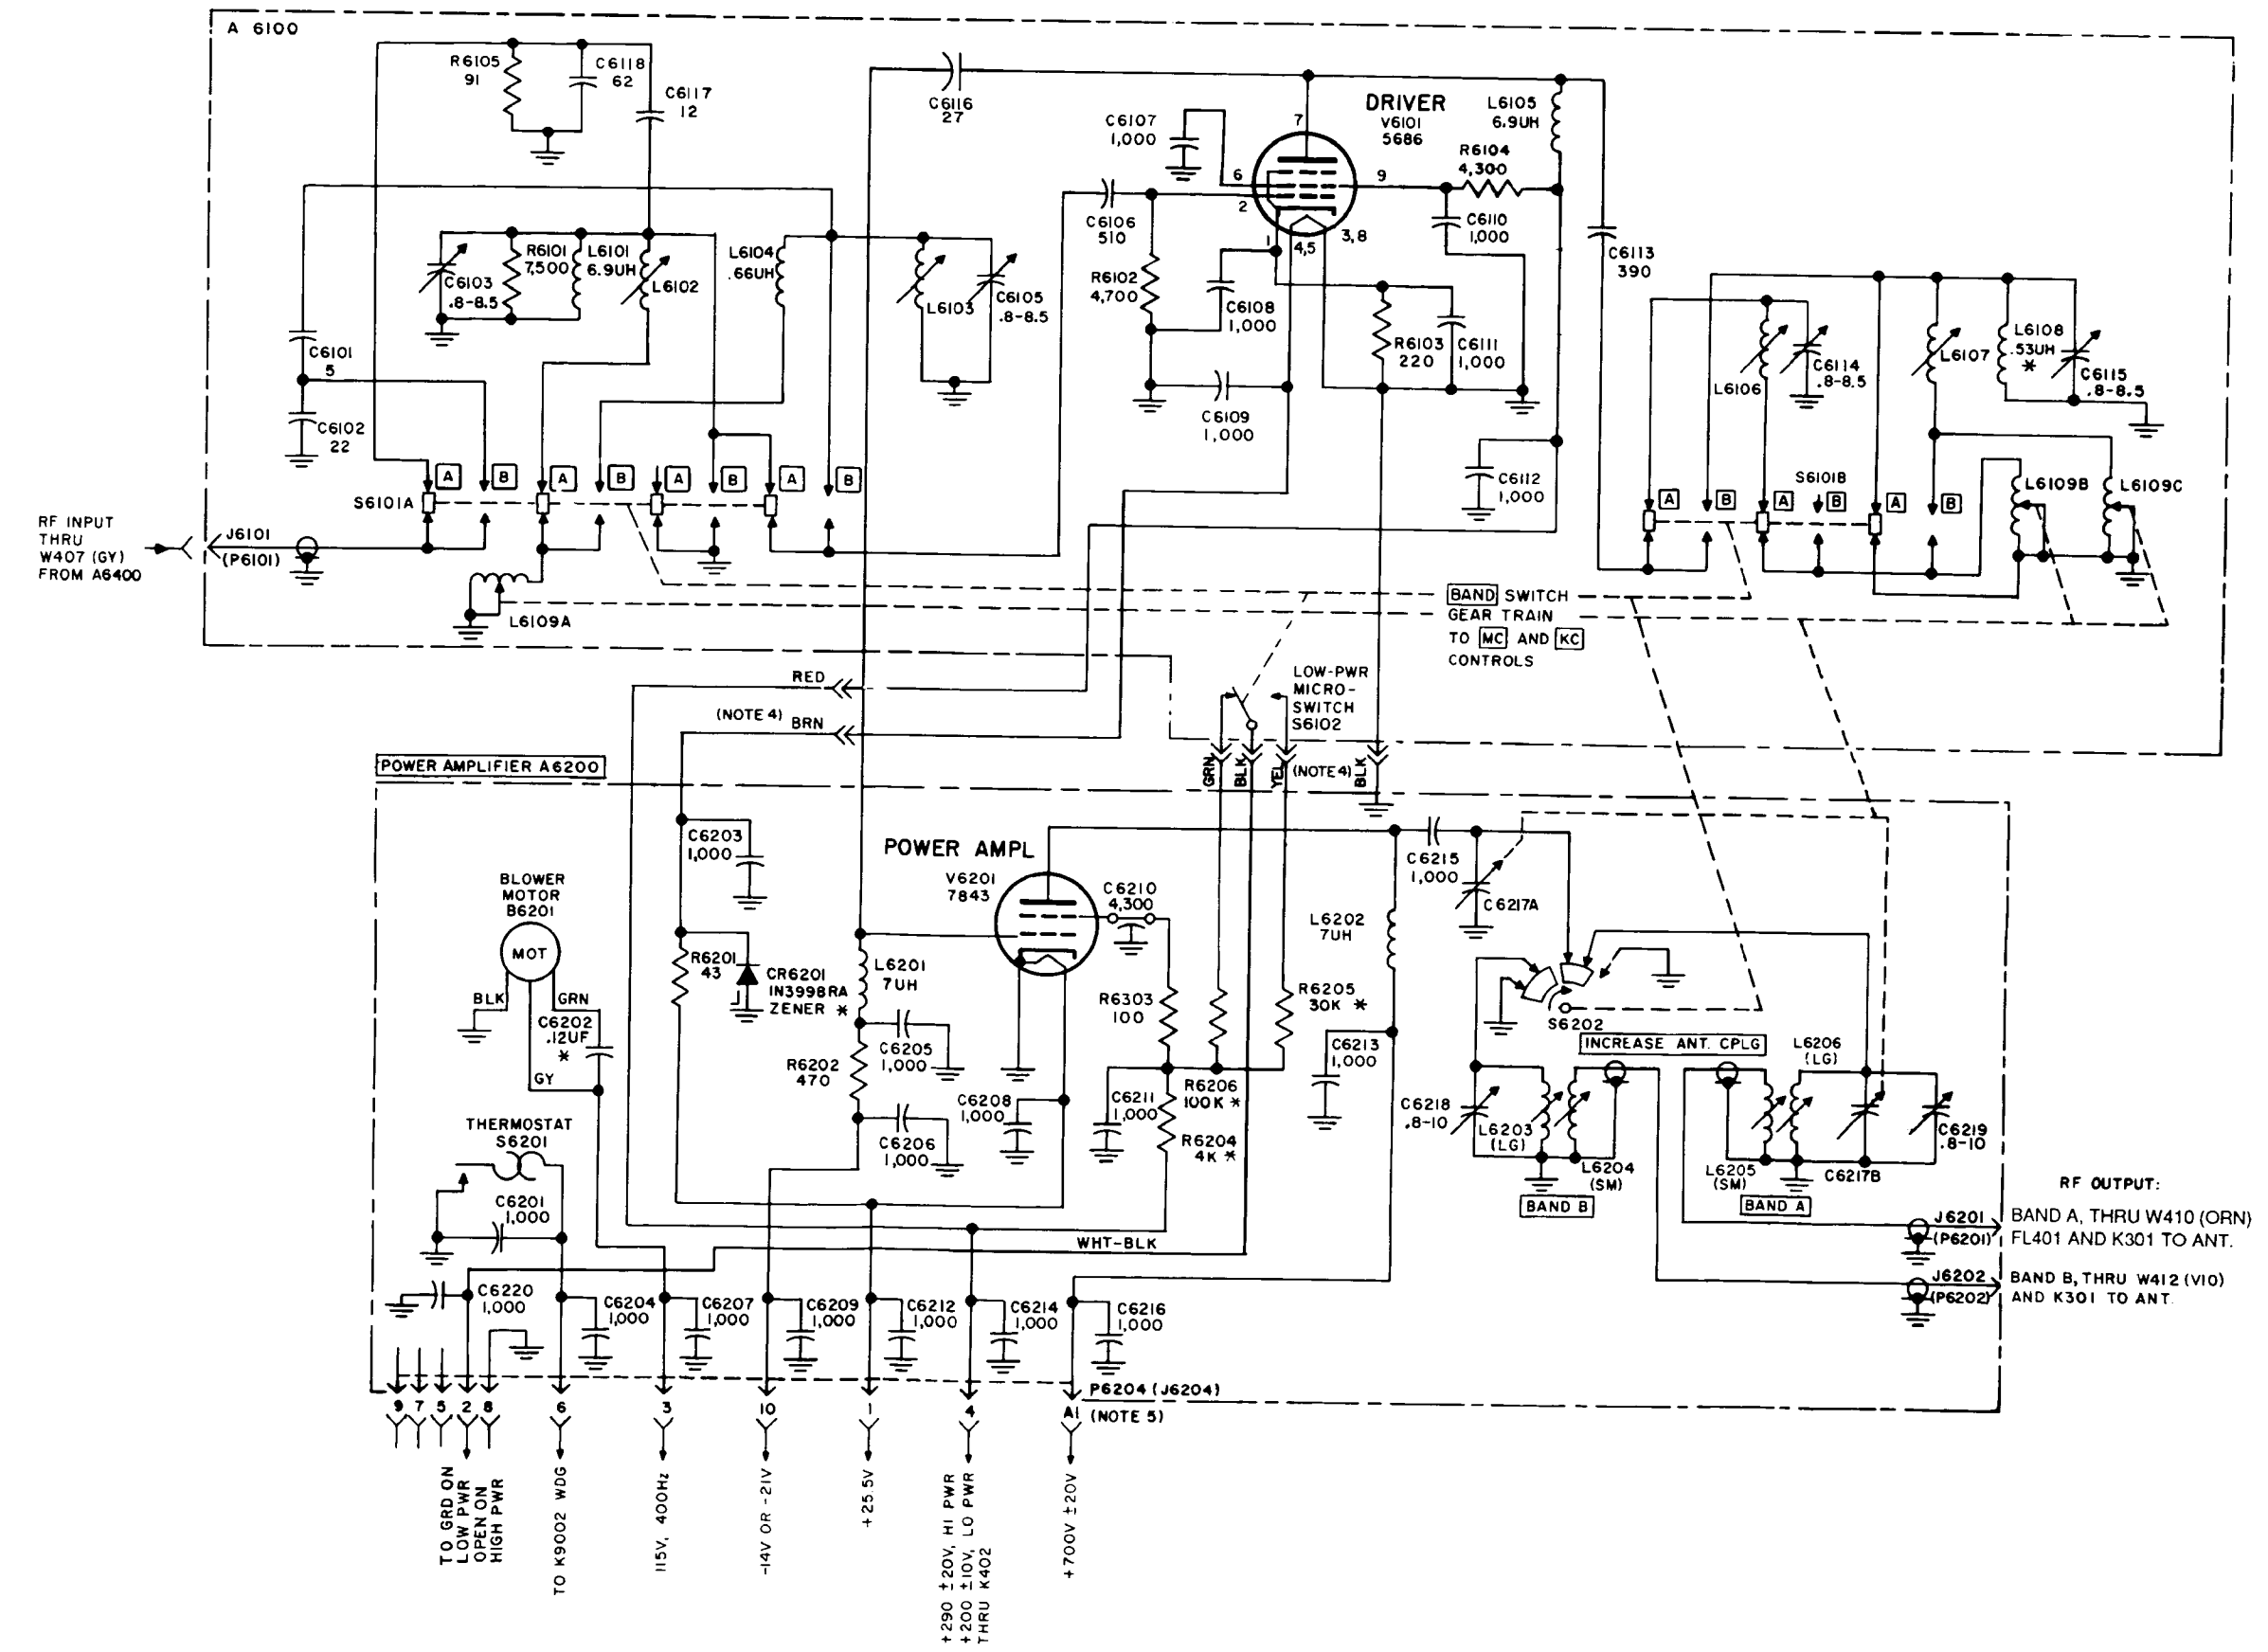 A 6100
R6105
91
C6118
62
C6117
12
C6116
27
C6107
1,000
DRIVER
V6101
5686
7
6
2
9
1
4,5
3,8
L6105
6.9UH
R6104
4,300
C6106
510
C6110
1,000
C6113
390
C6103
.8-8.5
R6101
7,500
L6101
6.9UH
L6102
L6104
.66UH
L6103
C6105
.8-8.5
R6102
4,700
C6108
1,000
R6103
220
C6111
1,000
C6109
1,000
C6112
1,000
C6101
5
C6102
22
L6106
C6114
.8-8.5
L6107
L6108
.53UH
*
C6115
.8-8.5
S6101A
A
B
A
B
A
B
A
B
S6101B
A
B
A
B
A
B
L6109B
L6109C
RF INPUT
THRU
W407 (GY)
FROM A6400
J6101
(P6101)
L6109A
BAND SWITCH
GEAR TRAIN
TO MC AND KC
CONTROLS
RED
(NOTE 4) BRN
LOW-PWR
MICRO-
SWITCH
S6102
GRN
BLK
YEL
(NOTE 4)
BLK
POWER AMPLIFIER A6200
C6203
1,000
POWER AMPL
V6201
7843
C6210
4,300
C6215
1,000
C6217A
L6202
7UH
BLOWER
MOTOR
B6201
MOT
BLK
GRN
C6202
.12UF
*
GY
R6201
43
CR6201
IN3998RA
ZENER *
L6201
7UH
C6205
1,000
R6202
470
C6206
1,000
C6208
1,000
R6303
100
R6205
30K *
C6211
1,000
R6206
100K *
R6204
4K *
C6213
1,000
S6202
INCREASE ANT. CPLG
C6218
.8-10
L6203
(LG)
L6204
(SM)
BAND B
L6206
(LG)
L6205
(SM)
BAND A
C6217B
C6219
.8-10
THERMOSTAT
S6201
C6201
1,000
WHT-BLK
RF OUTPUT:
J6201
(P6201)
BAND A, THRU W410 (ORN)
FL401 AND K301 TO ANT.
J6202
(P6202)
BAND B, THRU W412 (VIO)
AND K301 TO ANT.
C6220
1,000
C6204
1,000
C6207
1,000
C6209
1,000
C6212
1,000
C6214
1,000
C6216
1,000
P6204 (J6204)
9
7
5
2
8
6
3
10
1
4
A1
(NOTE 5)
TO GRD ON
LOW PWR
OPEN ON
HIGH PWR
TO K9002 WDG
115V, 400Hz
-14V OR -21V
+25.5V
+290 ±20V, HI PWR
+200 ±10V, LO PWR
THRU K402
+700V ±20V